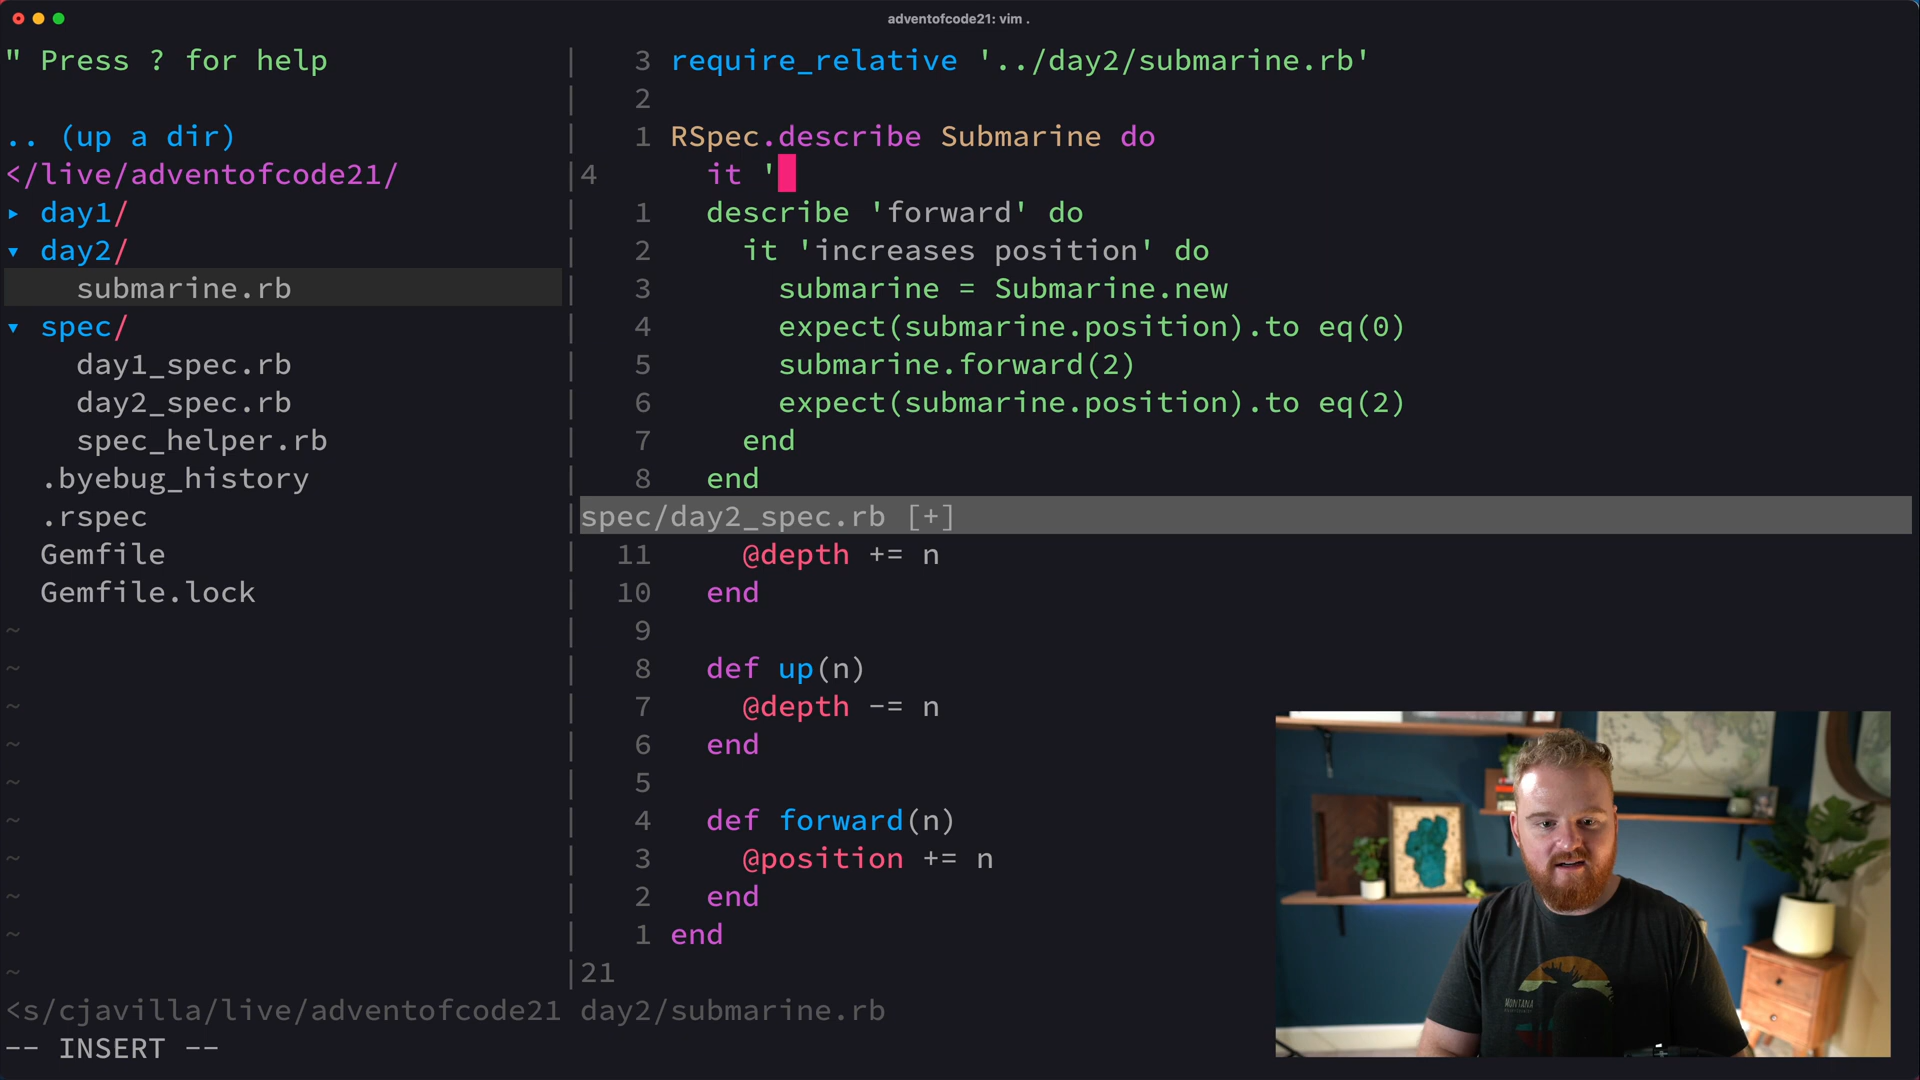 adventofcode21: vim .
" Press ? for help
.. (up a dir)
</live/adventofcode21/
▸ day1/
▾ day2/
submarine.rb
▾ spec/
day1_spec.rb
day2_spec.rb
spec_helper.rb
.byebug_history
.rspec
Gemfile
Gemfile.lock
~
~
~
~
~
~
~
~
~
~
<s/cjavilla/live/adventofcode21
-- INSERT --
3 require_relative '../day2/submarine.rb'
2
1 RSpec.describe Submarine do
4 it '
1 describe 'forward' do
2 it 'increases position' do
3 submarine = Submarine.new
4 expect(submarine.position).to eq(0)
5 submarine.forward(2)
6 expect(submarine.position).to eq(2)
7 end
8 end
spec/day2_spec.rb [+]
11 @depth += n
10 end
9
8 def up(n)
7 @depth -= n
6 end
5
4 def forward(n)
3 @position += n
2 end
1 end
21
day2/submarine.rb
MONTANA